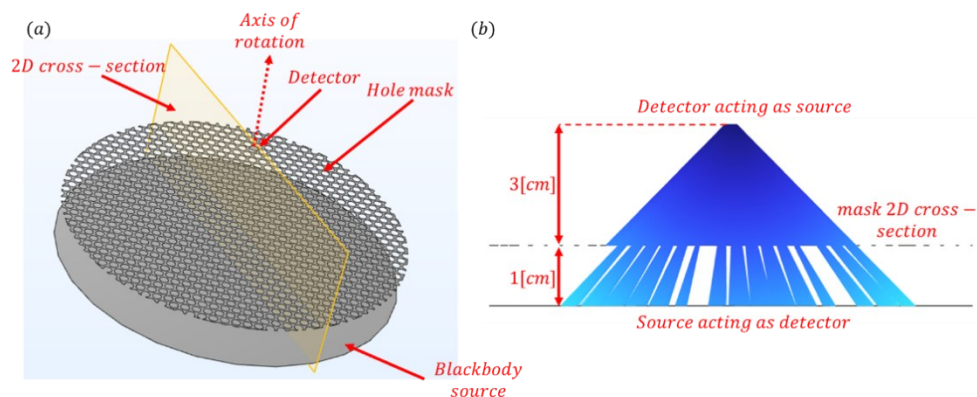 (a)
Axis of
rotation
2D cross − section
Detector
Hole mask
Blackbody
source
(b)
Detector acting as source
3[cm]
mask 2D cross −
section
1[cm]
Source acting as detector